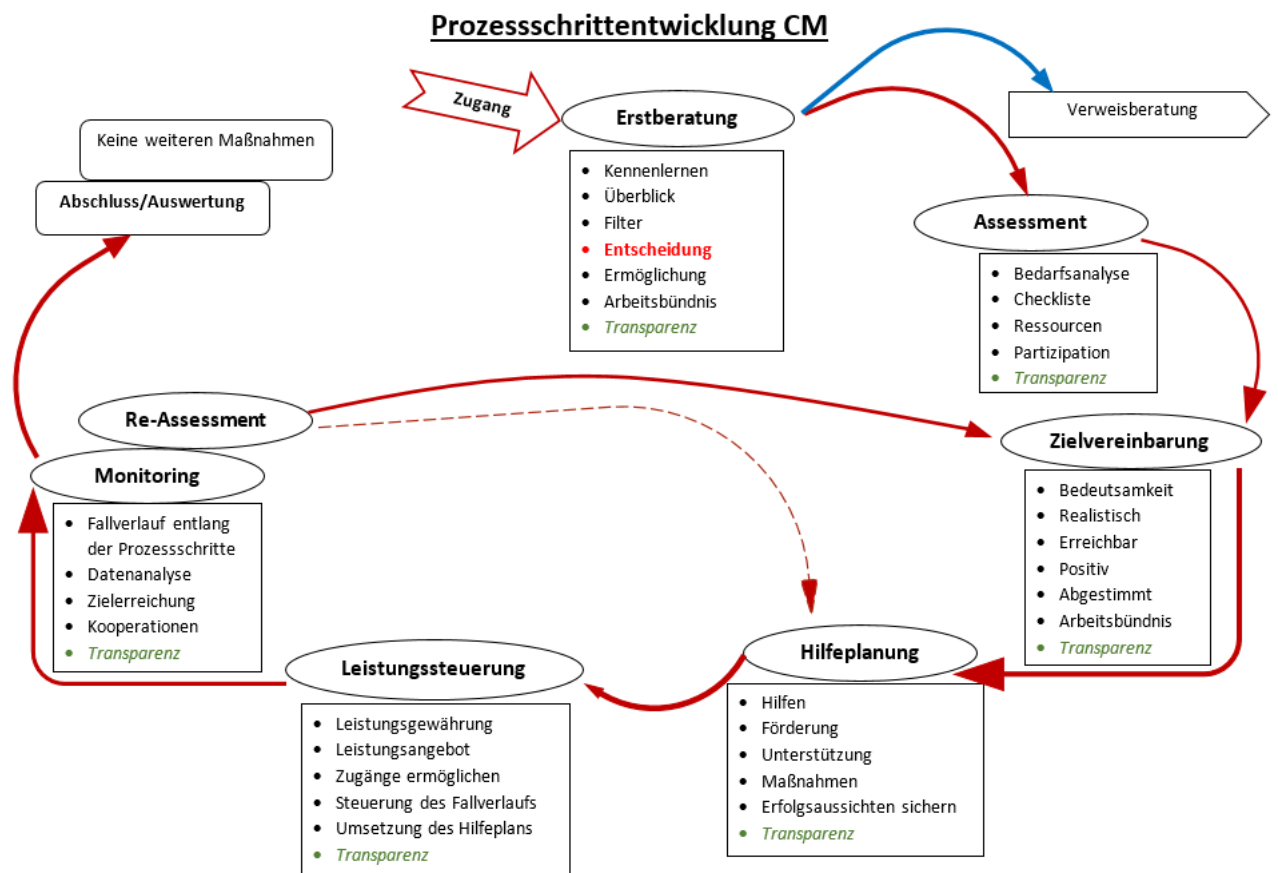 Prozessschrittentwicklung CM
Zugang
Erstberatung
• Kennenlernen
• Überblick
• Filter
• Entscheidung
• Ermöglichung
• Arbeitsbündnis
• Transparenz
Verweisberatung
Assessment
• Bedarfsanalyse
• Checkliste
• Ressourcen
• Partizipation
• Transparenz
Zielvereinbarung
• Bedeutsamkeit
• Realistisch
• Erreichbar
• Positiv
• Abgestimmt
• Arbeitsbündnis
• Transparenz
Hilfeplanung
• Hilfen
• Förderung
• Unterstützung
• Maßnahmen
• Erfolgsaussichten sichern
• Transparenz
Leistungssteuerung
• Leistungsgewährung
• Leistungsangebot
• Zugänge ermöglichen
• Steuerung des Fallverlaufs
• Umsetzung des Hilfeplans
• Transparenz
Re-Assessment
Monitoring
• Fallverlauf entlang
der Prozessschritte
• Datenanalyse
• Zielerreichung
• Kooperationen
• Transparenz
Keine weiteren Maßnahmen
Abschluss/Auswertung